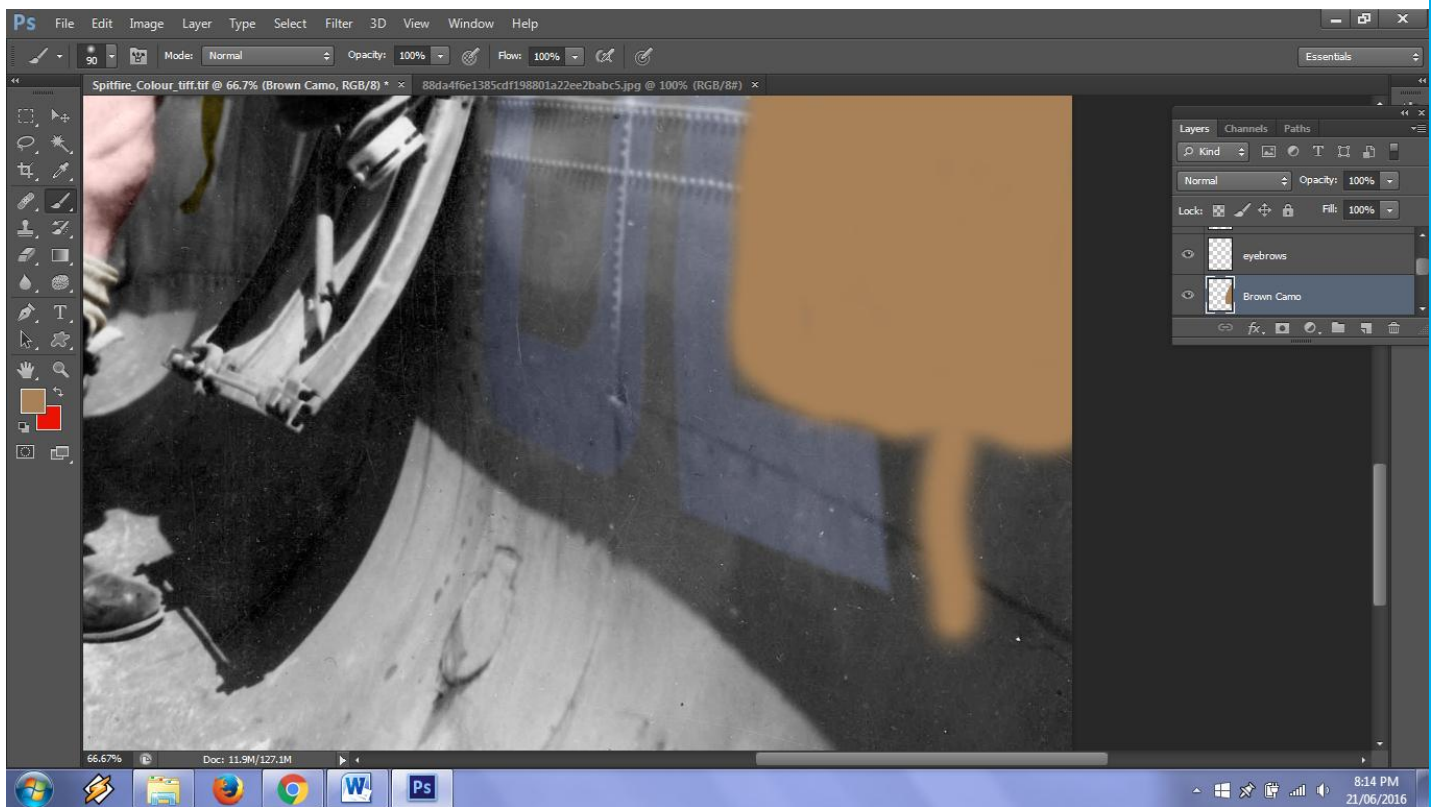 Ps File Edit Image Layer Type Select Filter 3D View Window Help
90 Mode: Normal Opacity: 100% Flow: 100% Essentials
Spitfire_Colour_tiff.tif @ 66.7% (Brown Camo, RGB/8) * × 88da4f6e1385cdf198801a22ee2babc5.jpg @ 100% (RGB/8#) ×
Layers Channels Paths
Kind T
Normal Opacity: 100%
Lock: Fill: 100%
eyebrows
Brown Camo
fx.
T
66.67% Doc: 11.9M/127.1M
W Ps 8:14 PM
21/06/2016